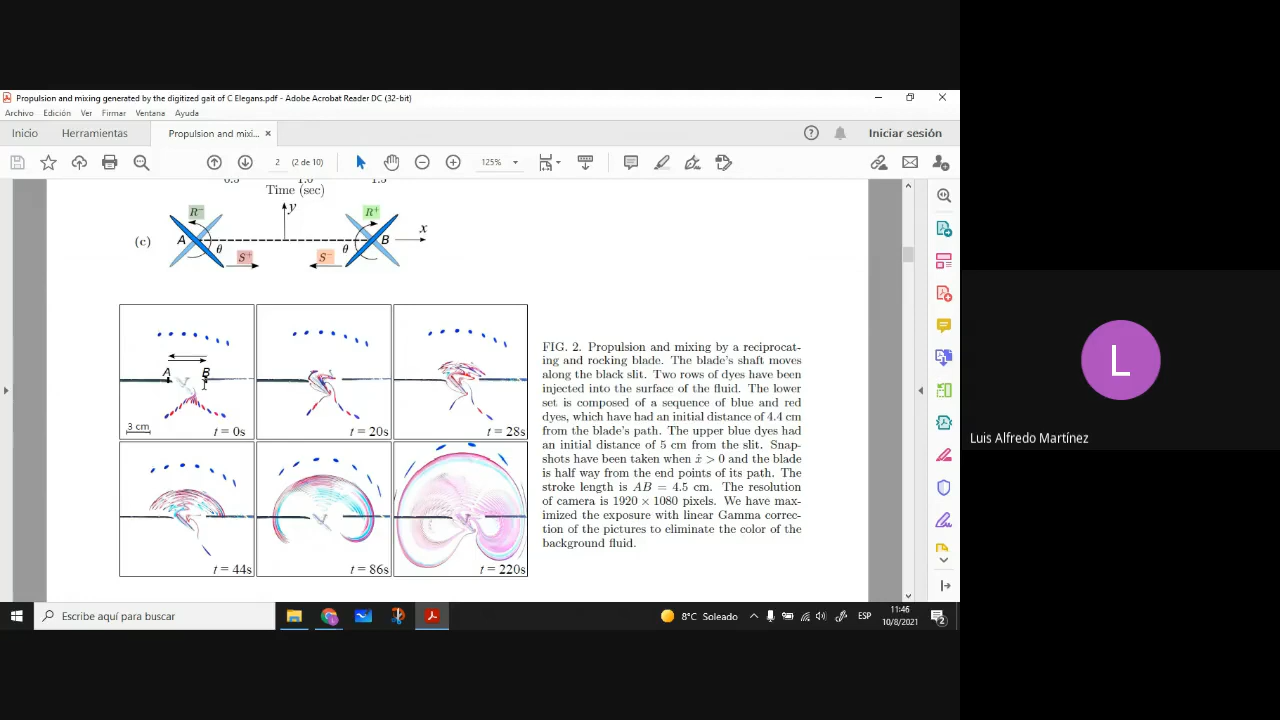 Propulsion and mixing generated by the digitized gait of C Elegans.pdf - Adobe Acrobat Reader DC (32-bit)
Archivo Edición Ver Firmar Ventana Ayuda
Inicio Herramientas Propulsion and mixi... × Iniciar sesión
2 (2 de 10) 125%
0.5 1.0 1.5
Time (sec)
R⁻ y R⁺
(c) A θ θ B x
S⁺ S⁻
A B
3 cm t = 0s t = 20s t = 28s
t = 44s t = 86s t = 220s
FIG. 2. Propulsion and mixing by a reciprocat-
ing and rocking blade. The blade's shaft moves
along the black slit. Two rows of dyes have been
injected into the surface of the fluid. The lower
set is composed of a sequence of blue and red
dyes, which have had an initial distance of 4.4 cm
from the blade's path. The upper blue dyes had
an initial distance of 5 cm from the slit. Snap-
shots have been taken when ẋ > 0 and the blade
is half way from the end points of its path. The
stroke length is AB = 4.5 cm. The resolution
of camera is 1920 × 1080 pixels. We have max-
imized the exposure with linear Gamma correc-
tion of the pictures to eliminate the color of the
background fluid.
L
Luis Alfredo Martínez
Escribe aquí para buscar
8°C Soleado ESP 11:46
10/8/2021 2